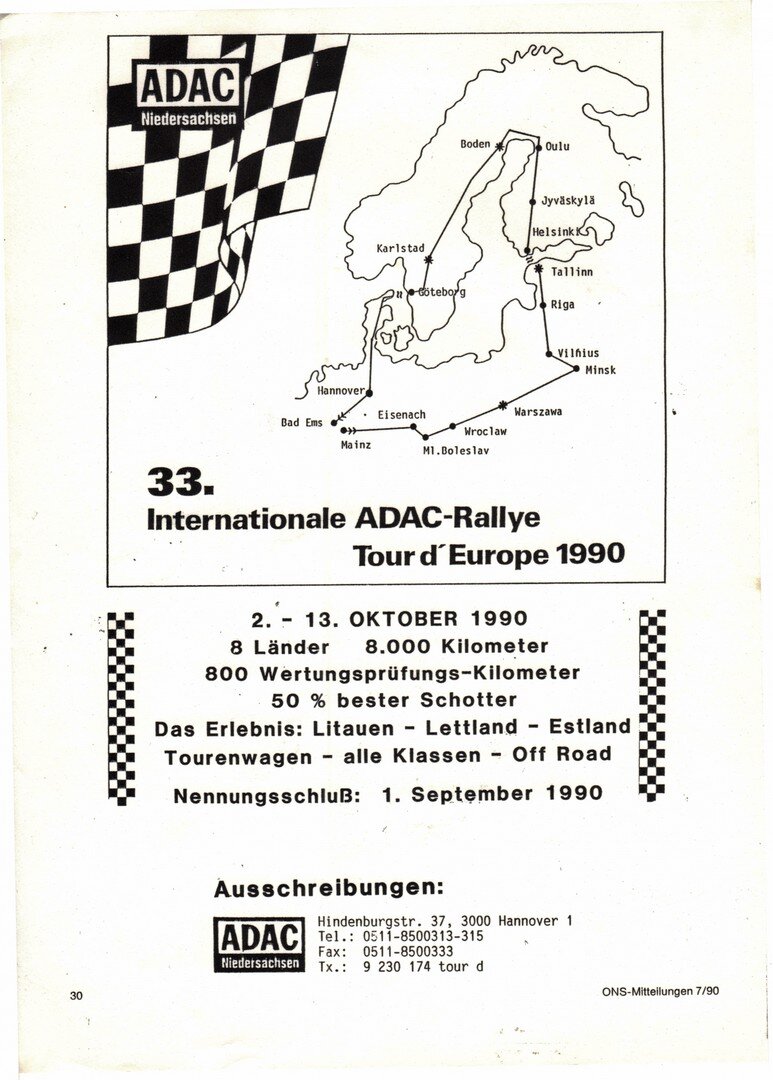 ADAC
Niedersachsen
Boden
Oulu
Jyväskylä
Helsinki
Karlstad
Tallinn
Göteborg
Riga
Vilnius
Minsk
Hannover
Eisenach
Warszawa
Bad Ems
Wroclaw
Mainz
Ml.Boleslav
33.
Internationale ADAC-Rallye
Tour d´Europe 1990
2. - 13. OKTOBER 1990
8 Länder 8.000 Kilometer
800 Wertungsprüfungs-Kilometer
50 % bester Schotter
Das Erlebnis: Litauen - Lettland - Estland
Tourenwagen - alle Klassen - Off Road
Nennungsschluß: 1. September 1990
Ausschreibungen:
ADAC
Niedersachsen
Hindenburgstr. 37, 3000 Hannover 1
Tel.: 0511-8500313-315
Fax: 0511-8500333
Tx.: 9 230 174 tour d
30
ONS-Mitteilungen 7/90